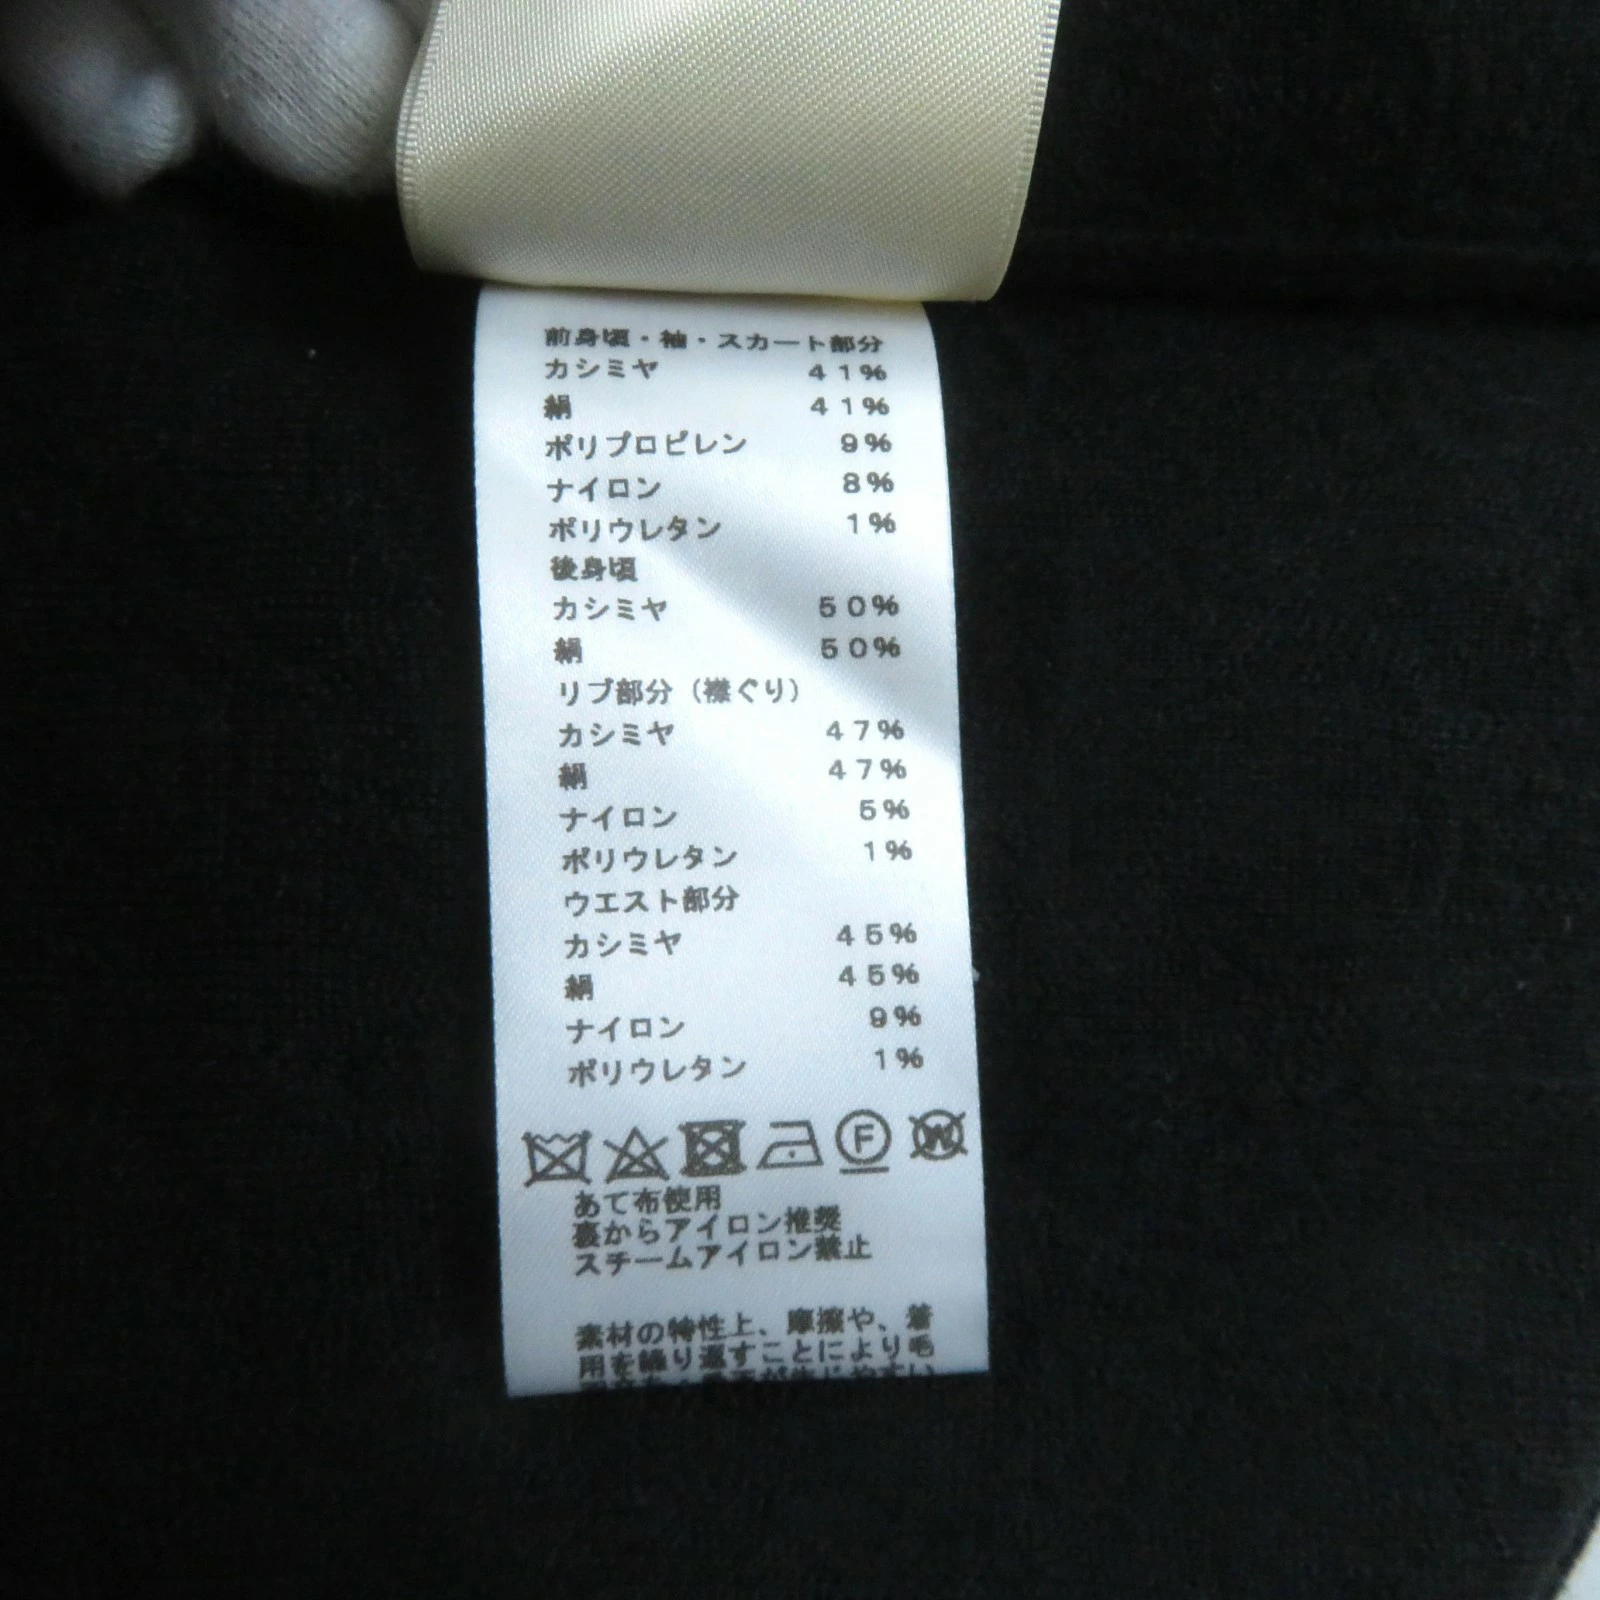 前身頃・袖・スカート部分
カシミヤ 41%
絹 41%
ポリプロピレン 9%
ナイロン 8%
ポリウレタン 1%
後身頃
カシミヤ 50%
絹 50%
リブ部分（襟ぐり）
カシミヤ 47%
絹 47%
ナイロン 5%
ポリウレタン 1%
ウエスト部分
カシミヤ 45%
絹 45%
ナイロン 9%
ポリウレタン 1%
F W
あて布使用
裏からアイロン推奨
スチームアイロン禁止
素材の特性上、摩擦や、着
用を繰り返すことにより毛
が生じやすい